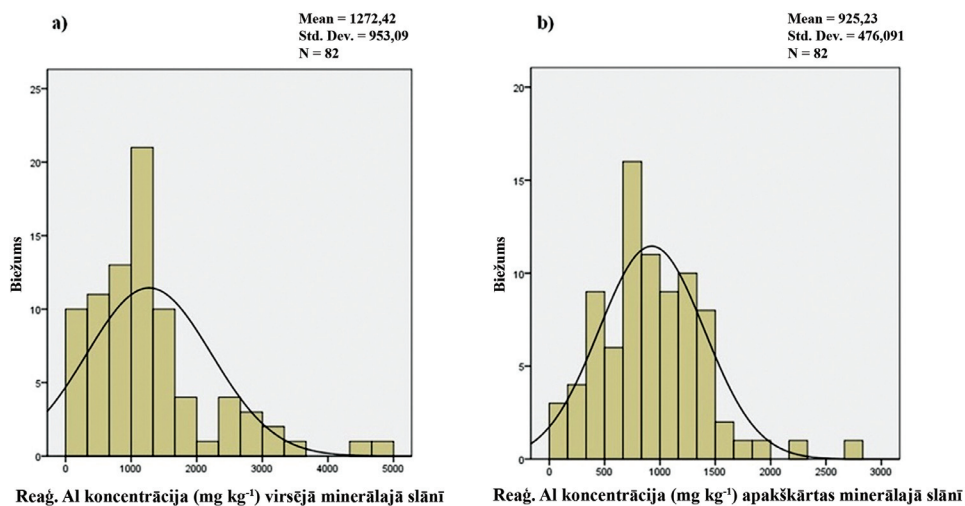 a)
Mean = 1272,42
Std. Dev. = 953,09
N = 82
25
20
15
10
5
0
Biežums
0 1000 2000 3000 4000 5000
Reaģ. Al koncentrācija (mg kg⁻¹) virsējā minerālajā slānī
b)
Mean = 925,23
Std. Dev. = 476,091
N = 82
20
15
10
5
0
Biežums
0 500 1000 1500 2000 2500 3000
Reaģ. Al koncentrācija (mg kg⁻¹) apakškārtas minerālajā slānī